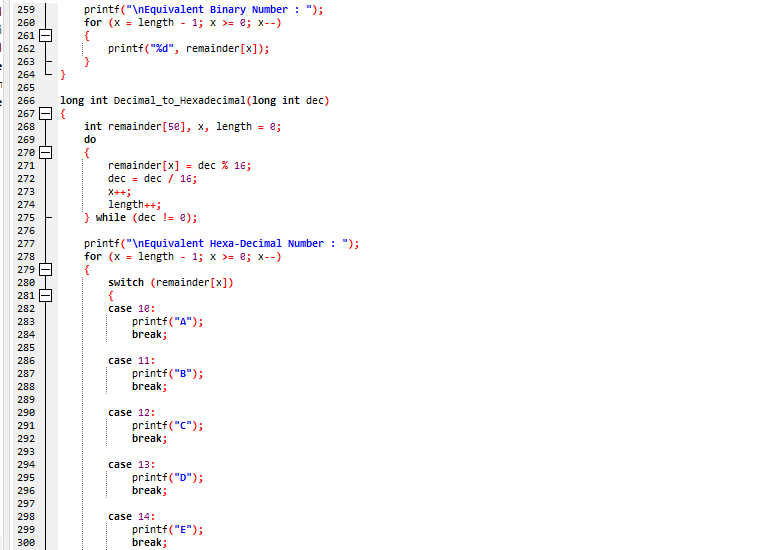 259 printf("\nEquivalent Binary Number : ");
260 for (x = length - 1; x >= 0; x--)
261 {
262 printf("%d", remainder[x]);
263 }
264 }
265
266 long int Decimal_to_Hexadecimal(long int dec)
267 {
268 int remainder[50], x, length = 0;
269 do
270 {
271 remainder[x] = dec % 16;
272 dec = dec / 16;
273 x++;
274 length++;
275 } while (dec != 0);
276
277 printf("\nEquivalent Hexa-Decimal Number : ");
278 for (x = length - 1; x >= 0; x--)
279 {
280 switch (remainder[x])
281 {
282 case 10:
283 printf("A");
284 break;
285
286 case 11:
287 printf("B");
288 break;
289
290 case 12:
291 printf("C");
292 break;
293
294 case 13:
295 printf("D");
296 break;
297
298 case 14:
299 printf("E");
300 break;